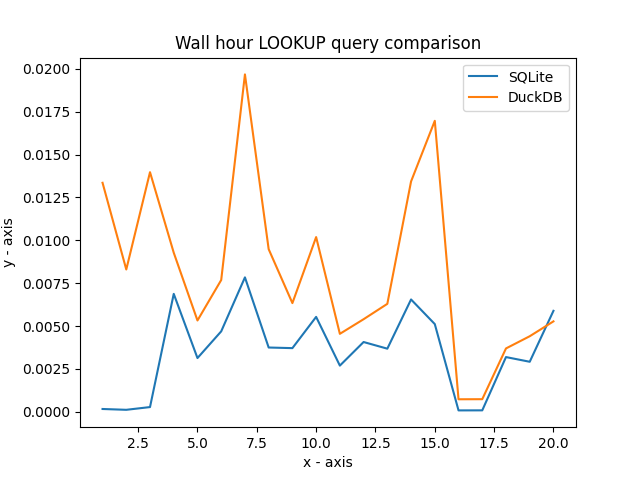 Wall hour LOOKUP query comparison
SQLite
DuckDB
0.0200
0.0175
0.0150
0.0125
0.0100
0.0075
0.0050
0.0025
0.0000
y - axis
2.5 5.0 7.5 10.0 12.5 15.0 17.5 20.0
x - axis